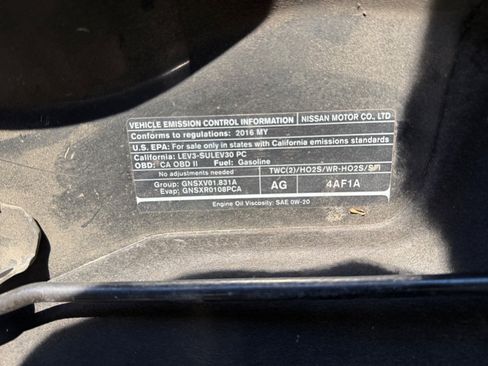 VEHICLE EMISSION CONTROL INFORMATION NISSAN MOTOR CO., LTD
Conforms to regulations: 2016 MY
U.S. EPA: For sale only in states with California emissions standards
California: LEV3-SULEV30 PC
OBD: CA OBD II Fuel: Gasoline
No adjustments needed TWC(2)/HO2S/WR-HO2S/SFI
Group: GNSXV01.831A
Evap: GNSXR0108PCA AG 4AF1A
Engine Oil Viscosity: SAE 0W-20